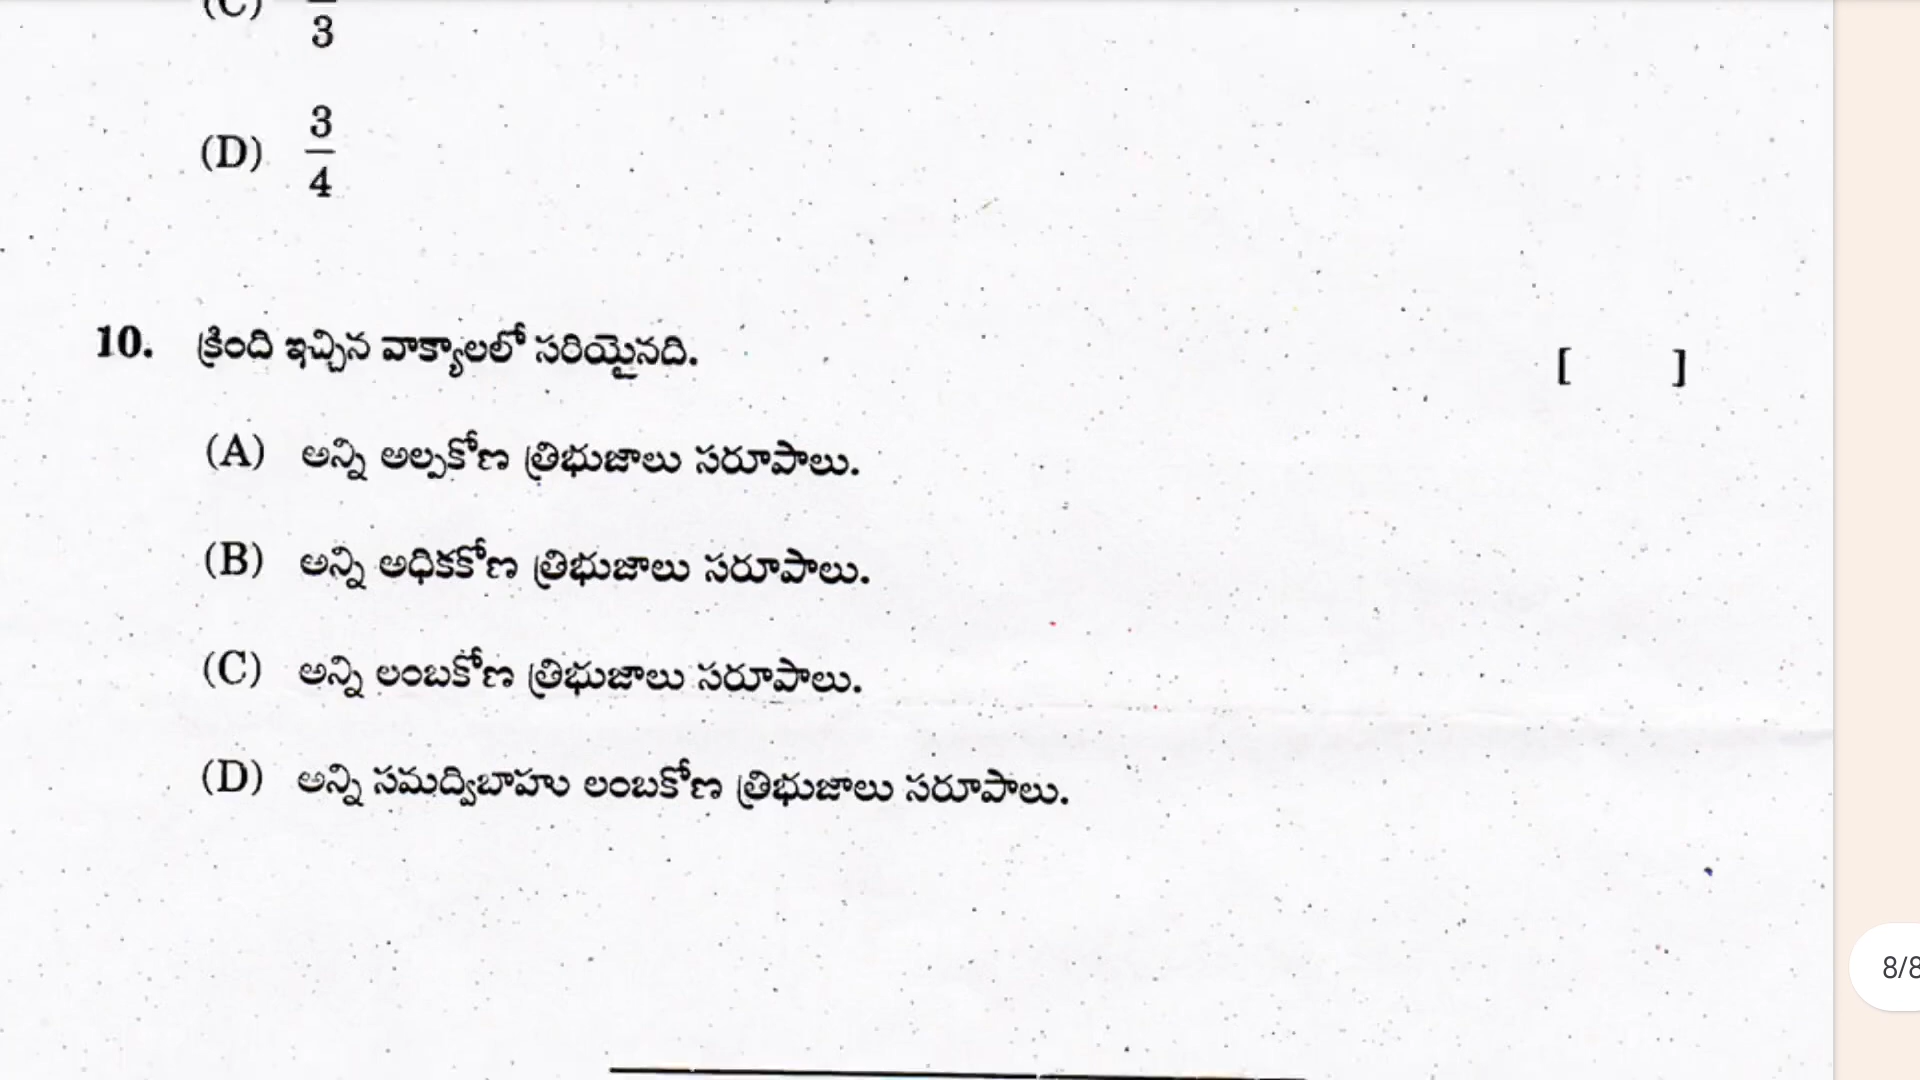 3
(D) 3/4
10. క్రింది ఇచ్చిన వాక్యాలలో సరియైనది. [ ]
(A) అన్ని అల్పకోణ త్రిభుజాలు సరూపాలు.
(B) అన్ని అధికకోణ త్రిభుజాలు సరూపాలు.
(C) అన్ని లంబకోణ త్రిభుజాలు సరూపాలు.
(D) అన్ని సమద్విబాహు లంబకోణ త్రిభుజాలు సరూపాలు.
8/8